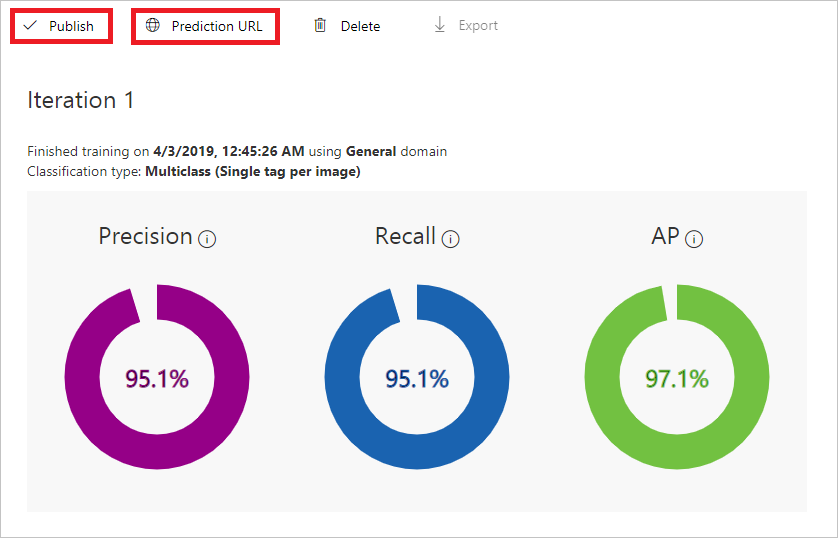 Publish Prediction URL Delete Export
Iteration 1
Finished training on 4/3/2019, 12:45:26 AM using General domain
Classification type: Multiclass (Single tag per image)
Precision Recall AP
95.1% 95.1% 97.1%